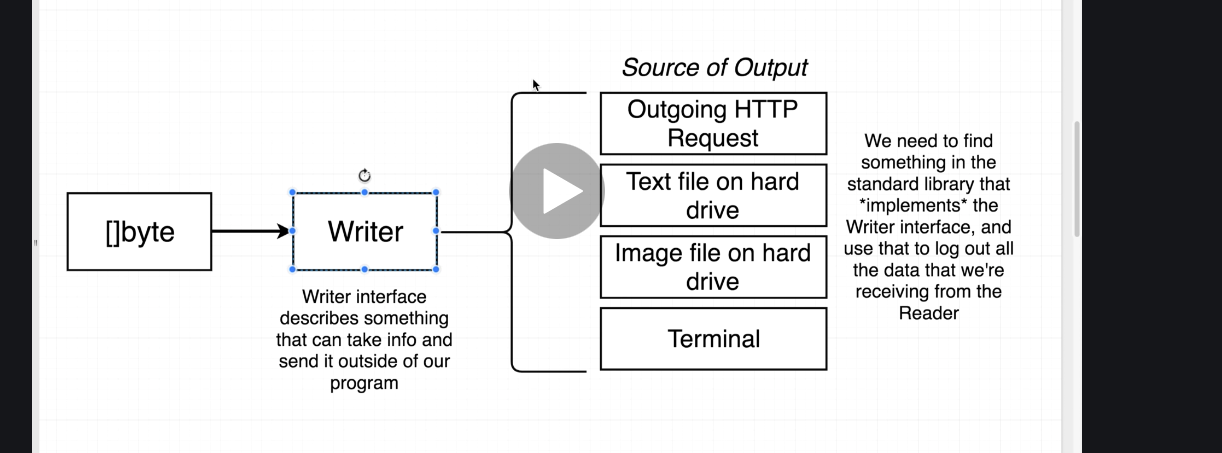 Source of Output
Outgoing HTTP
Request
Text file on hard
drive
Image file on hard
drive
Terminal
[]byte
Writer
Writer interface
describes something
that can take info and
send it outside of our
program
We need to find
something in the
standard library that
*implements* the
Writer interface, and
use that to log out all
the data that we're
receiving from the
Reader